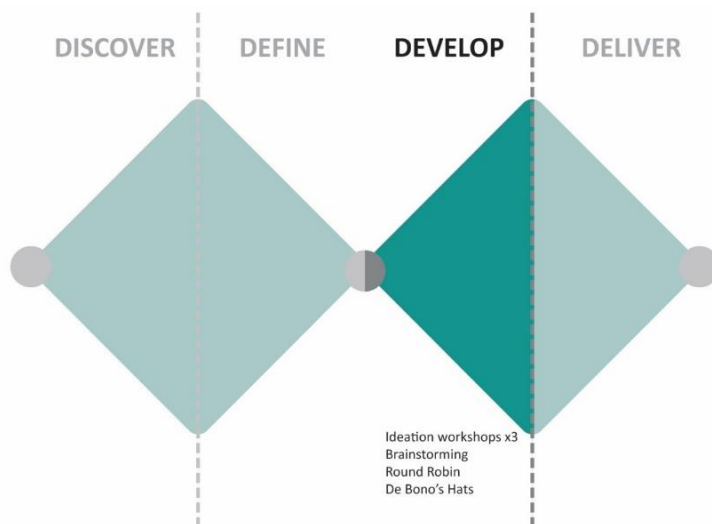 DISCOVER
DEFINE
DEVELOP
DELIVER
Ideation workshops x3
Brainstorming
Round Robin
De Bono's Hats